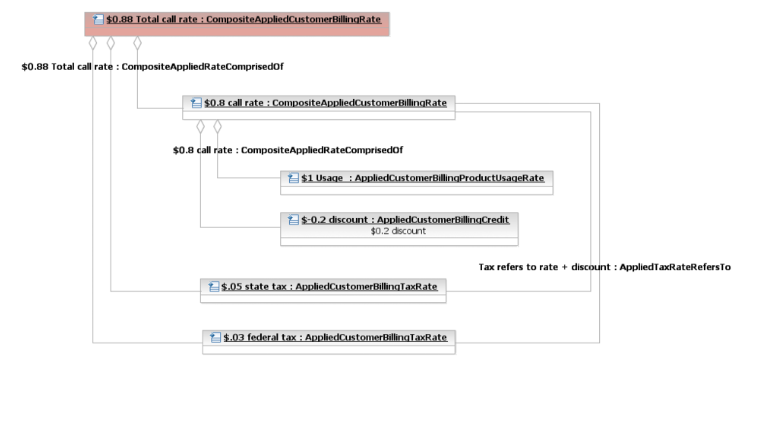 $0.88 Total call rate : CompositeAppliedCustomerBillingRate
$0.88 Total call rate : CompositeAppliedRateComprisedOf
$0.8 call rate : CompositeAppliedCustomerBillingRate
$0.8 call rate : CompositeAppliedRateComprisedOf
$1 Usage : AppliedCustomerBillingProductUsageRate
$-0.2 discount : AppliedCustomerBillingCredit
$0.2 discount
Tax refers to rate + discount : AppliedTaxRateRefersTo
$.05 state tax : AppliedCustomerBillingTaxRate
$.03 federal tax : AppliedCustomerBillingTaxRate